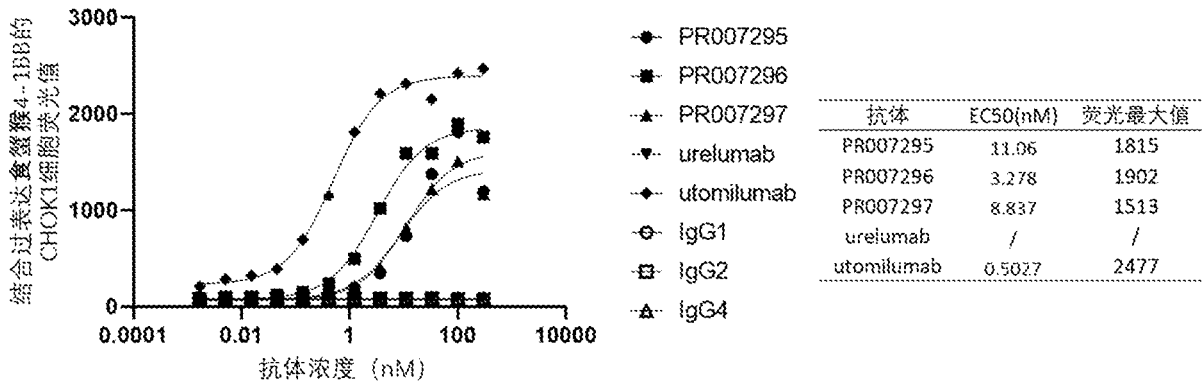 结合过表达食蟹猴4-1BB的
CHOK1细胞荧光值
3000
2000
1000
0
0.0001
0.01
1
100
10000
抗体浓度 (nM)
PR007295
PR007296
PR007297
urelumab
utomilumab
IgG1
IgG2
IgG4
抗体 EC50(nM) 荧光最大值
PR007295 11.06 1815
PR007296 3.278 1902
PR007297 8.837 1513
urelumab / /
utomilumab 0.5027 2477